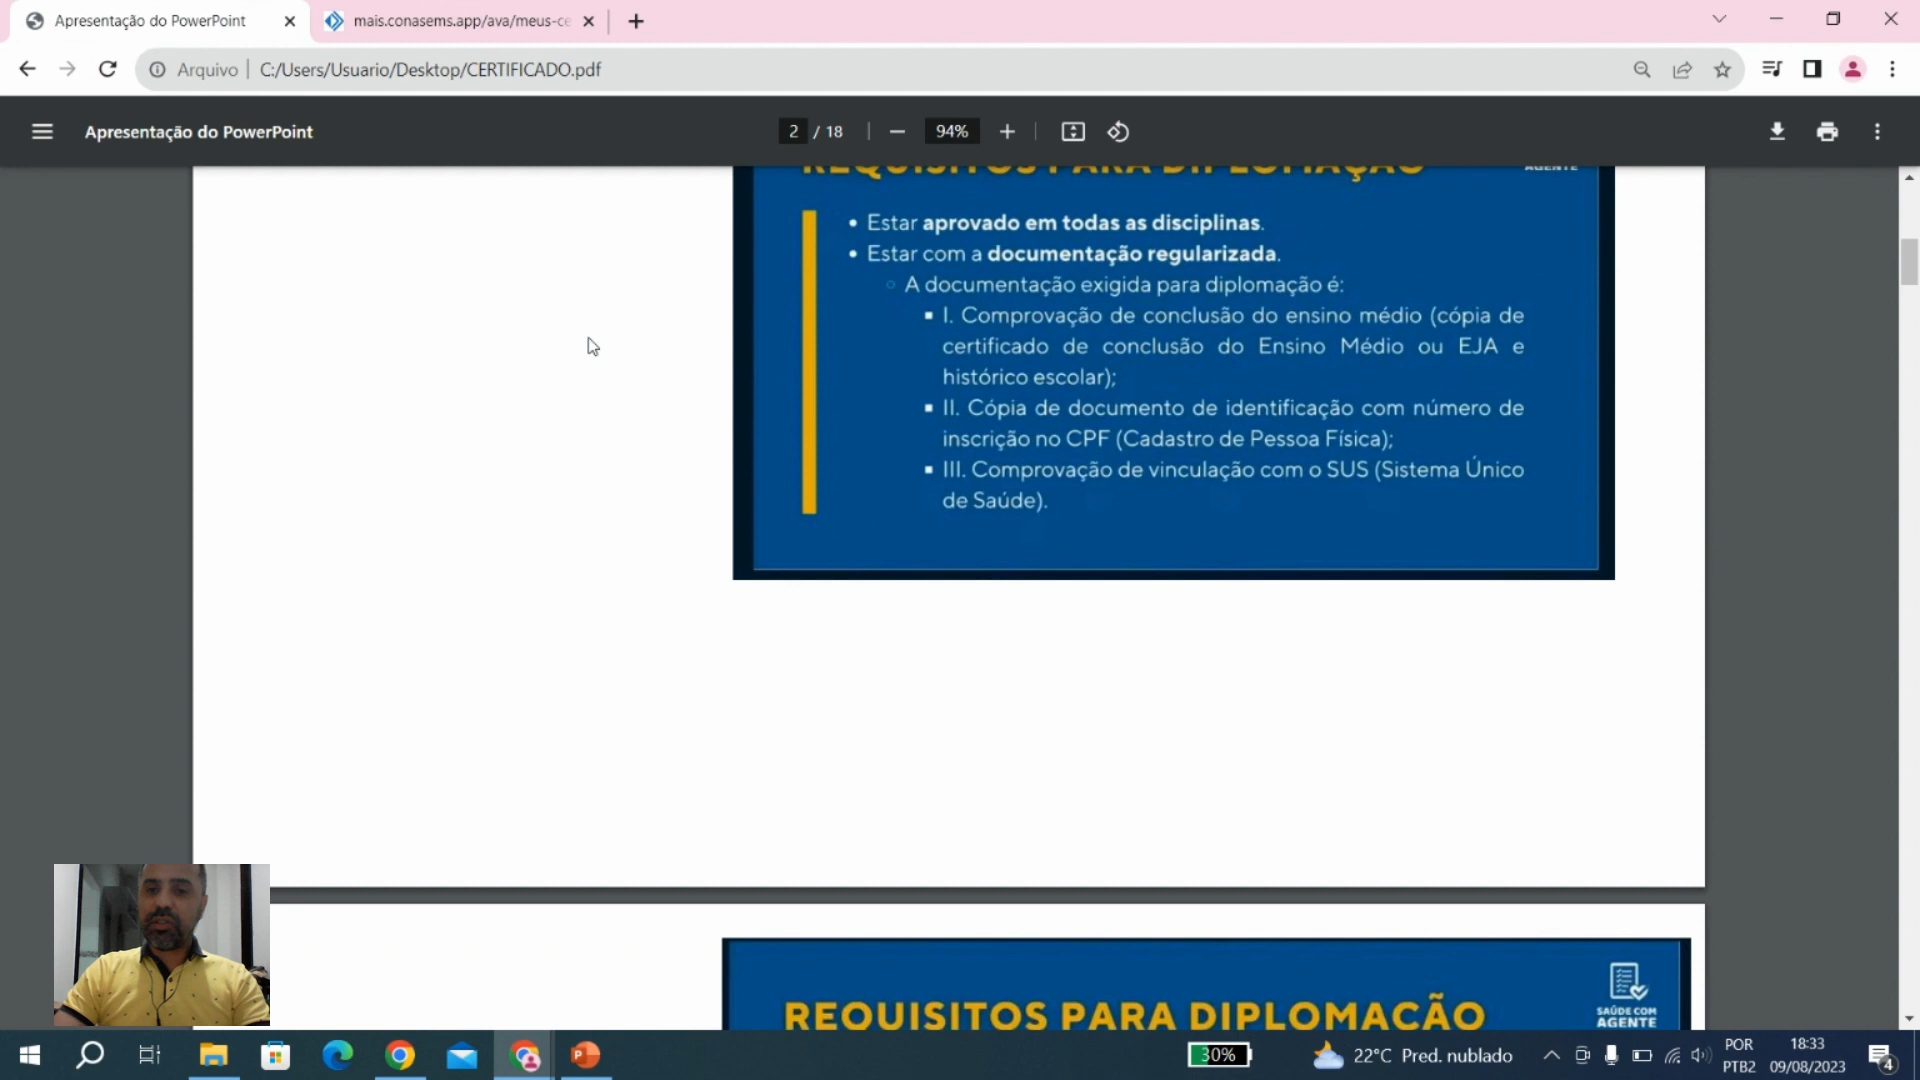 Apresentação do PowerPoint
mais.conasems.app/ava/meus-ce
Arquivo
C:/Users/Usuario/Desktop/CERTIFICADO.pdf
Apresentação do PowerPoint
2 / 18
94%
REQUISITOS PARA DIPLOMAÇÃO
AGENTE
• Estar aprovado em todas as disciplinas.
• Estar com a documentação regularizada.
A documentação exigida para diplomação é:
▪ I. Comprovação de conclusão do ensino médio (cópia de
certificado de conclusão do Ensino Médio ou EJA e
histórico escolar);
▪ II. Cópia de documento de identificação com número de
inscrição no CPF (Cadastro de Pessoa Física);
▪ III. Comprovação de vinculação com o SUS (Sistema Único
de Saúde).
REQUISITOS PARA DIPLOMAÇÃO
SAÚDE COM
AGENTE
30%
22°C Pred. nublado
POR
PTB2
18:33
09/08/2023
4